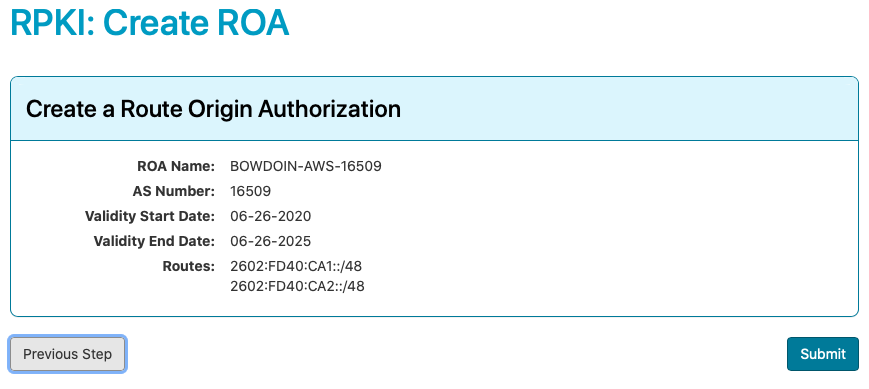 RPKI: Create ROA
Create a Route Origin Authorization
ROA Name: BOWDOIN-AWS-16509
AS Number: 16509
Validity Start Date: 06-26-2020
Validity End Date: 06-26-2025
Routes: 2602:FD40:CA1::/48
2602:FD40:CA2::/48
Previous Step Submit